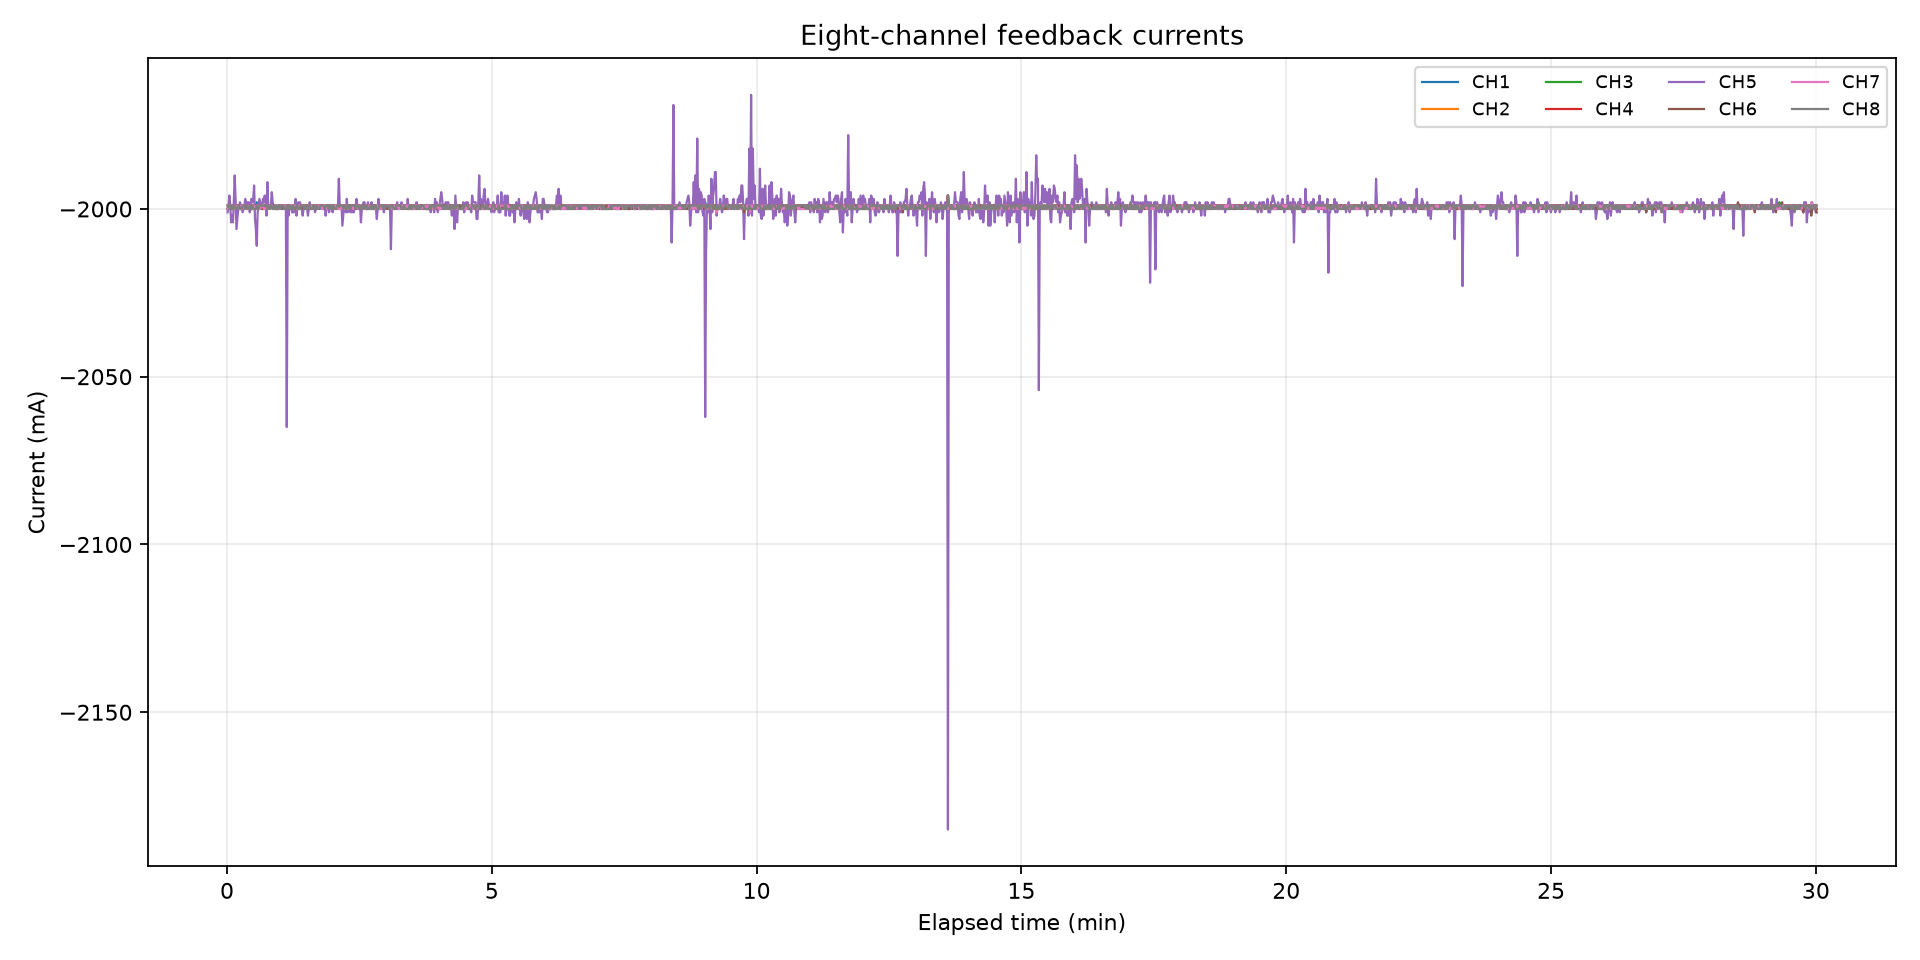 Eight-channel feedback currents
CH1 CH3 CH5 CH7
CH2 CH4 CH6 CH8
−2000
−2050
−2100
−2150
Current (mA)
0 5 10 15 20 25 30
Elapsed time (min)